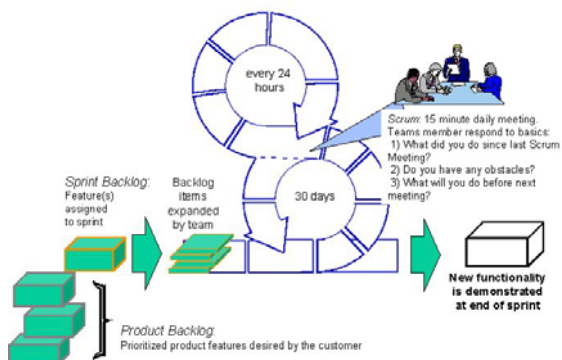 every 24
hours
Scrum: 15 minute daily meeting.
Teams member respond to basics:
1) What did you do since last Scrum
Meeting?
2) Do you have any obstacles?
3) What will you do before next
meeting?
Sprint Backlog:
Feature(s)
assigned
to sprint
Backlog
items
expanded
by team
30 days
New functionality
is demonstrated
at end of sprint
Product Backlog:
Prioritized product features desired by the customer